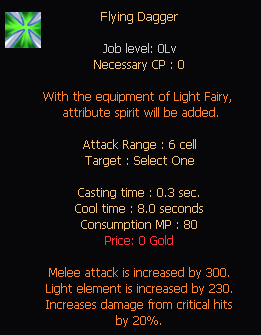 Flying Dagger
Job level: 0Lv
Necessary CP : 0
With the equipment of Light Fairy,
attribute spirit will be added.
Attack Range : 6 cell
Target : Select One
Casting time : 0.3 sec.
Cool time : 8.0 seconds
Consumption MP : 80
Price: 0 Gold
Melee attack is increased by 300.
Light element is increased by 230.
Increases damage from critical hits
by 20%.